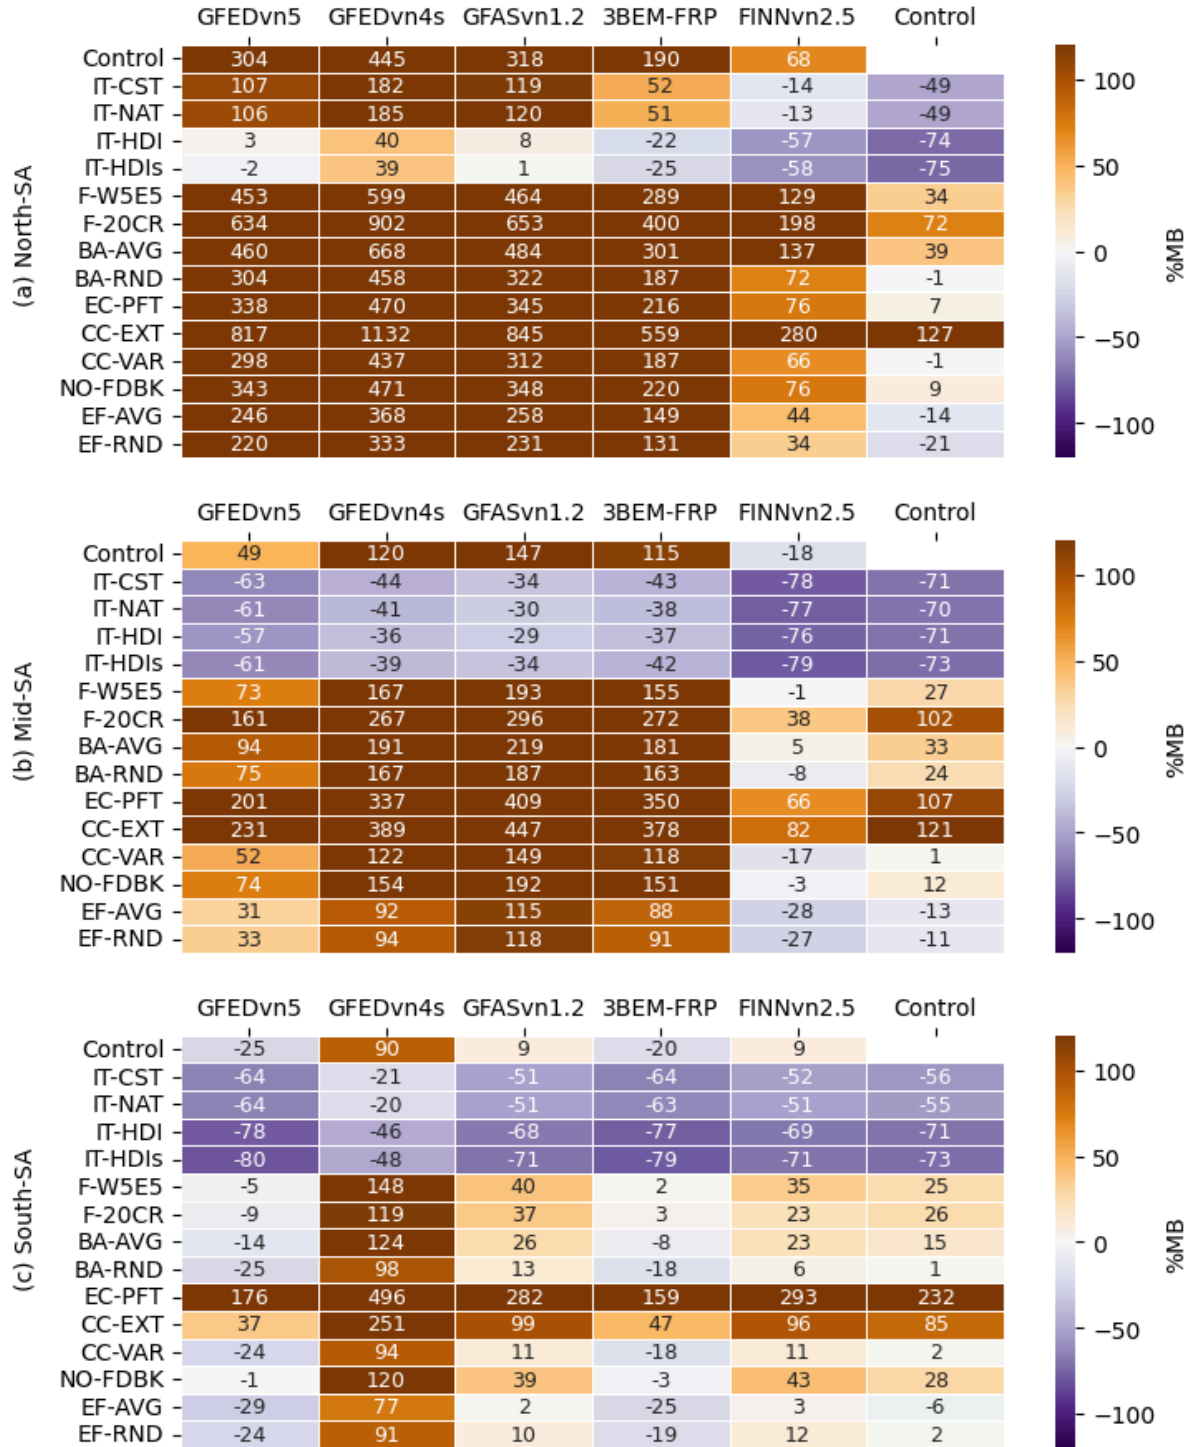 GFEDvn5 GFEDvn4s GFASvn1.2 3BEM-FRP FINNvn2.5 Control
(a) North-SA
Control 304 445 318 190 68
IT-CST 107 182 119 52 -14 -49
IT-NAT 106 185 120 51 -13 -49
IT-HDI 3 40 8 -22 -57 -74
IT-HDIs -2 39 1 -25 -58 -75
F-W5E5 453 599 464 289 129 34
F-20CR 634 902 653 400 198 72
BA-AVG 460 668 484 301 137 39
BA-RND 304 458 322 187 72 -1
EC-PFT 338 470 345 216 76 7
CC-EXT 817 1132 845 559 280 127
CC-VAR 298 437 312 187 66 -1
NO-FDBK 343 471 348 220 76 9
EF-AVG 246 368 258 149 44 -14
EF-RND 220 333 231 131 34 -21
100
50
0
−50
−100
%MB
GFEDvn5 GFEDvn4s GFASvn1.2 3BEM-FRP FINNvn2.5 Control
(b) Mid-SA
Control 49 120 147 115 -18
IT-CST -63 -44 -34 -43 -78 -71
IT-NAT -61 -41 -30 -38 -77 -70
IT-HDI -57 -36 -29 -37 -76 -71
IT-HDIs -61 -39 -34 -42 -79 -73
F-W5E5 73 167 193 155 -1 27
F-20CR 161 267 296 272 38 102
BA-AVG 94 191 219 181 5 33
BA-RND 75 167 187 163 -8 24
EC-PFT 201 337 409 350 66 107
CC-EXT 231 389 447 378 82 121
CC-VAR 52 122 149 118 -17 1
NO-FDBK 74 154 192 151 -3 12
EF-AVG 31 92 115 88 -28 -13
EF-RND 33 94 118 91 -27 -11
100
50
0
−50
−100
%MB
GFEDvn5 GFEDvn4s GFASvn1.2 3BEM-FRP FINNvn2.5 Control
(c) South-SA
Control -25 90 9 -20 9
IT-CST -64 -21 -51 -64 -52 -56
IT-NAT -64 -20 -51 -63 -51 -55
IT-HDI -78 -46 -68 -77 -69 -71
IT-HDIs -80 -48 -71 -79 -71 -73
F-W5E5 -5 148 40 2 35 25
F-20CR -9 119 37 3 23 26
BA-AVG -14 124 26 -8 23 15
BA-RND -25 98 13 -18 6 1
EC-PFT 176 496 282 159 293 232
CC-EXT 37 251 99 47 96 85
CC-VAR -24 94 11 -18 11 2
NO-FDBK -1 120 39 -3 43 28
EF-AVG -29 77 2 -25 3 -6
EF-RND -24 91 10 -19 12 2
100
50
0
−50
−100
%MB